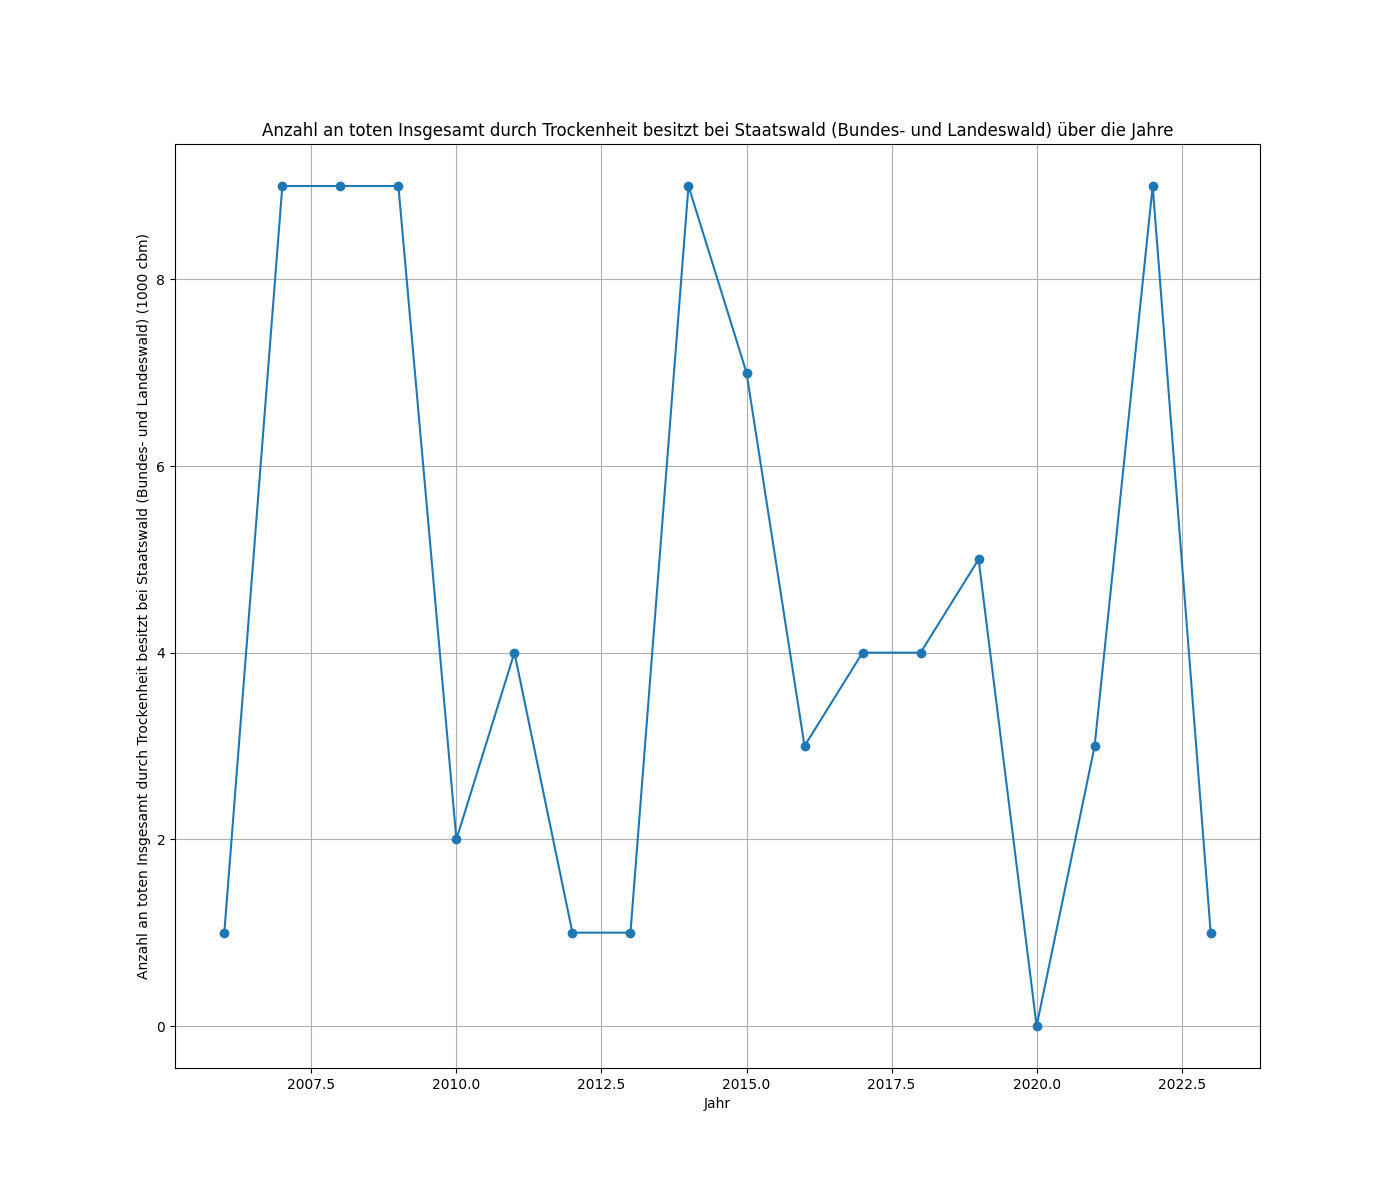 Anzahl an toten Insgesamt durch Trockenheit besitzt bei Staatswald (Bundes- und Landeswald) über die Jahre
Anzahl an toten Insgesamt durch Trockenheit besitzt bei Staatswald (Bundes- und Landeswald) (1000 cbm)
8
6
4
2
0
2007.5 2010.0 2012.5 2015.0 2017.5 2020.0 2022.5
Jahr